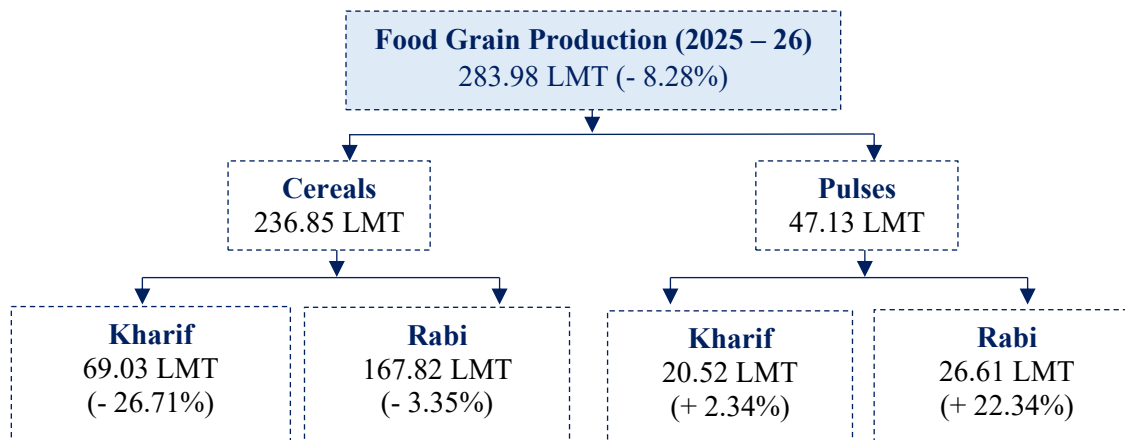 Food Grain Production (2025 – 26)
283.98 LMT (- 8.28%)
Cereals
236.85 LMT
Pulses
47.13 LMT
Kharif
69.03 LMT
(- 26.71%)
Rabi
167.82 LMT
(- 3.35%)
Kharif
20.52 LMT
(+ 2.34%)
Rabi
26.61 LMT
(+ 22.34%)